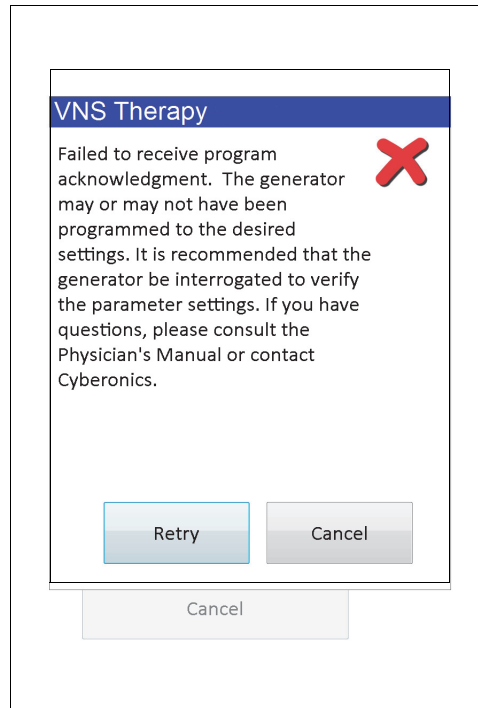 VNS Therapy
Failed to receive program
acknowledgment.  The generator
may or may not have been
programmed to the desired
settings. It is recommended that the
generator be interrogated to verify
the parameter settings. If you have
questions, please consult the
Physician's Manual or contact
Cyberonics.
Retry
Cancel
Cancel